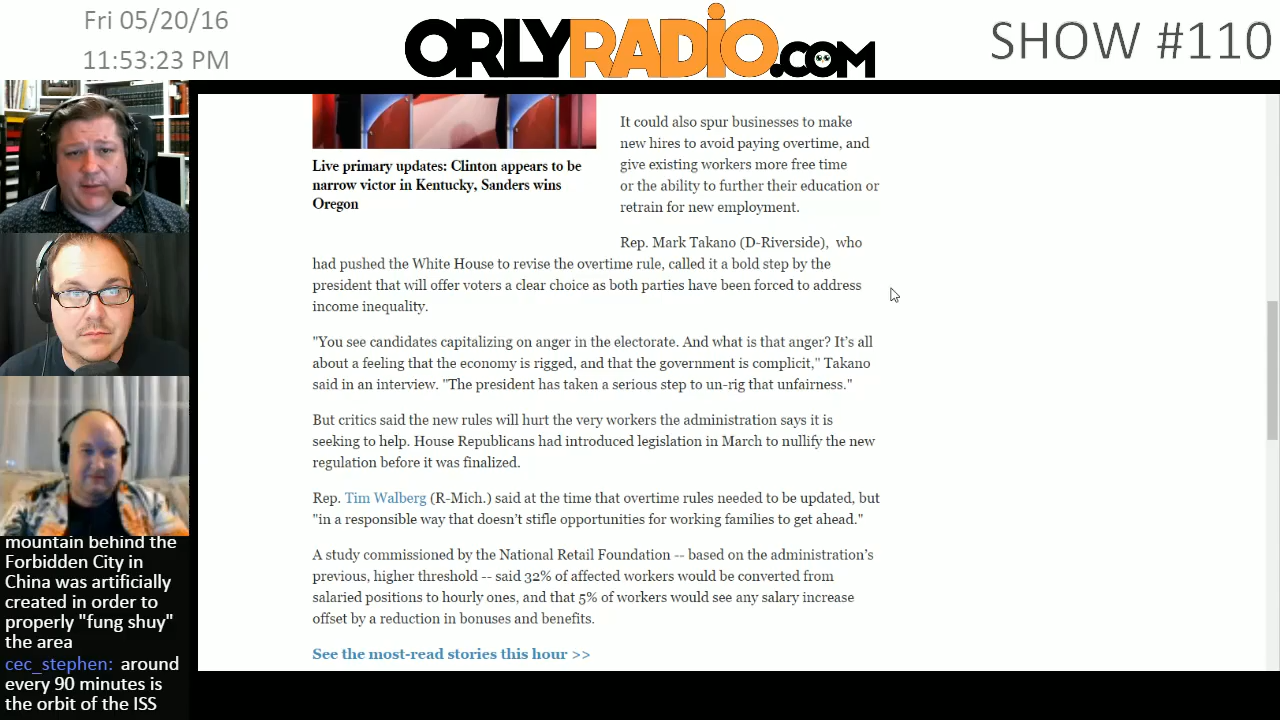 Fri 05/20/16
11:53:23 PM
ORLYRADIO.COM
SHOW #110
It could also spur businesses to make
new hires to avoid paying overtime, and
give existing workers more free time
or the ability to further their education or
retrain for new employment.
Live primary updates: Clinton appears to be
narrow victor in Kentucky, Sanders wins
Oregon
Rep. Mark Takano (D-Riverside),  who
had pushed the White House to revise the overtime rule, called it a bold step by the
president that will offer voters a clear choice as both parties have been forced to address
income inequality.
"You see candidates capitalizing on anger in the electorate. And what is that anger? It's all
about a feeling that the economy is rigged, and that the government is complicit," Takano
said in an interview. "The president has taken a serious step to un-rig that unfairness."
But critics said the new rules will hurt the very workers the administration says it is
seeking to help. House Republicans had introduced legislation in March to nullify the new
regulation before it was finalized.
Rep. Tim Walberg (R-Mich.) said at the time that overtime rules needed to be updated, but
"in a responsible way that doesn't stifle opportunities for working families to get ahead."
A study commissioned by the National Retail Foundation -- based on the administration's
previous, higher threshold -- said 32% of affected workers would be converted from
salaried positions to hourly ones, and that 5% of workers would see any salary increase
offset by a reduction in bonuses and benefits.
See the most-read stories this hour >>
mountain behind the
Forbidden City in
China was artificially
created in order to
properly "fung shuy"
the area
cec_stephen: around
every 90 minutes is
the orbit of the ISS